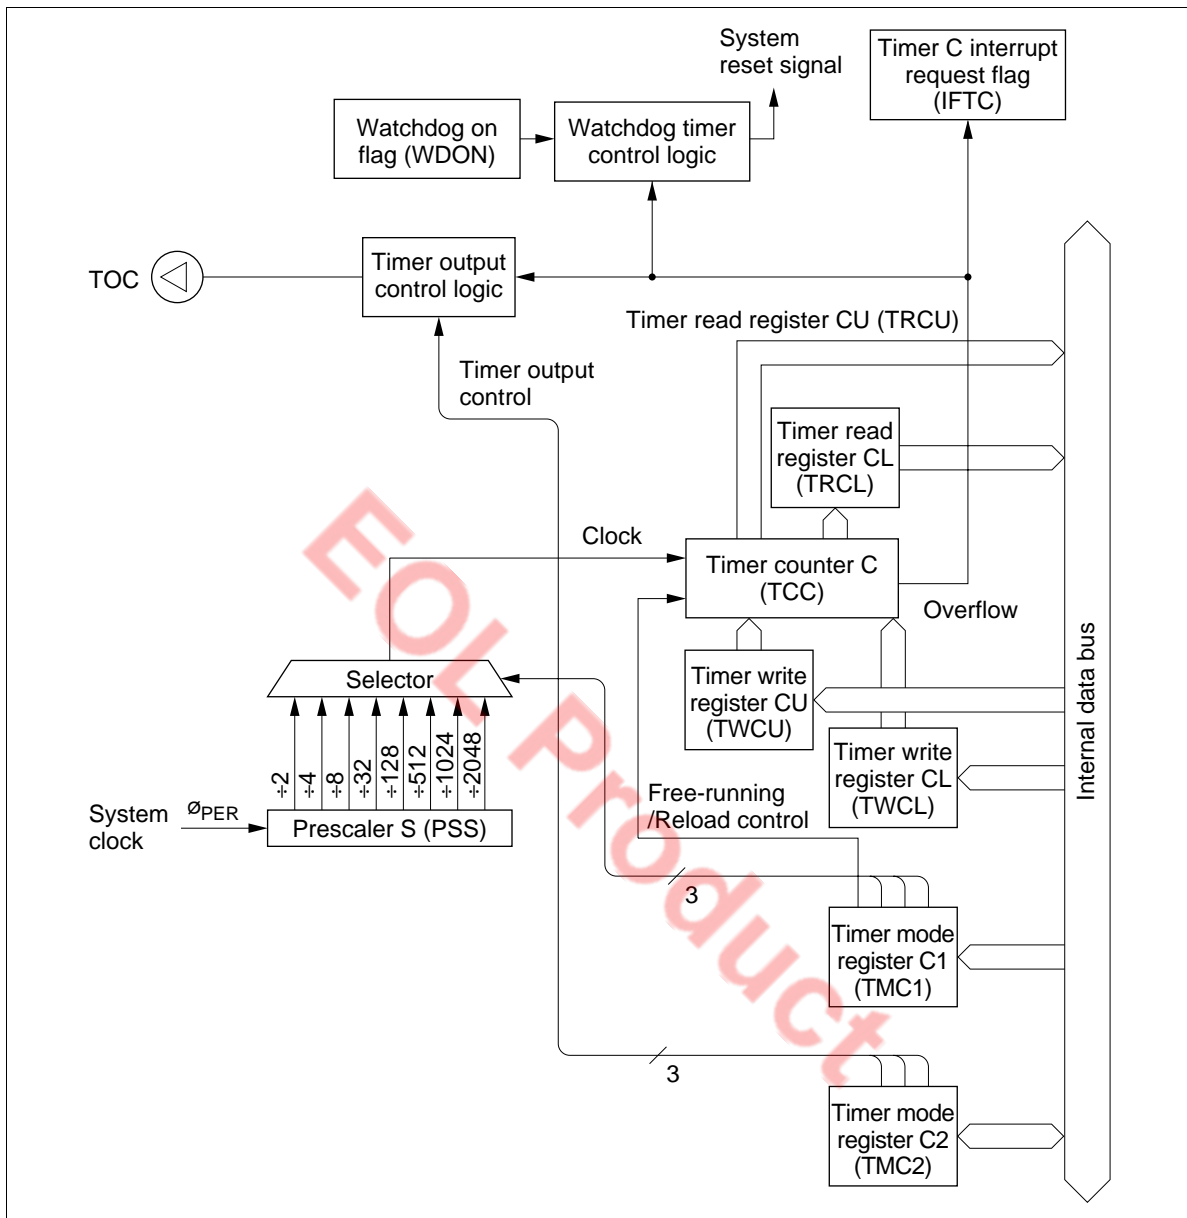 System
reset signal
Timer C interrupt
request flag
(IFTC)
Watchdog on
flag (WDON)
Watchdog timer
control logic
TOC
Timer output
control logic
Timer read register CU (TRCU)
Timer output
control
Timer read
register CL
(TRCL)
Clock
Timer counter C
(TCC)
Overflow
Internal data bus
Selector
Timer write
register CU
(TWCU)
Timer write
register CL
(TWCL)
÷2
÷4
÷8
÷32
÷128
÷512
÷1024
÷2048
System
clock
øPER
Prescaler S (PSS)
Free-running
/Reload control
3
Timer mode
register C1
(TMC1)
3
Timer mode
register C2
(TMC2)
EOL Product